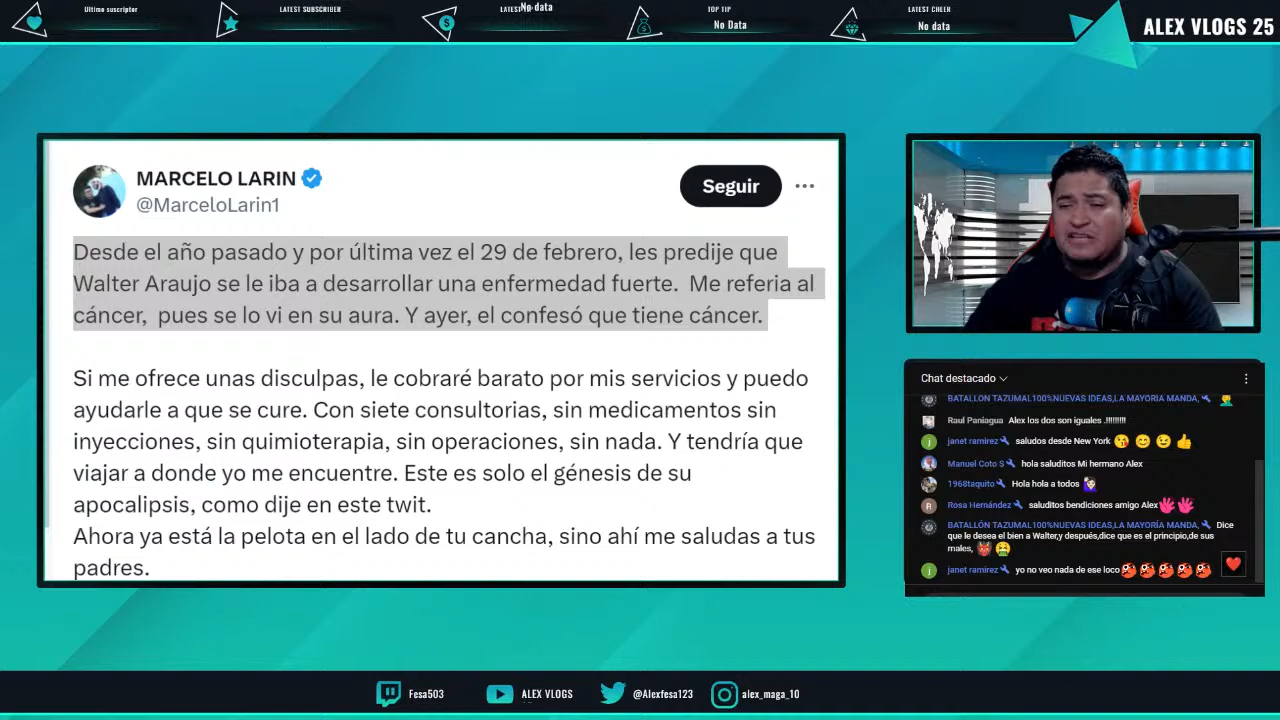 Ultimo suscriptor
LATEST SUBSCRIBER
LATEST
No data
TOP TIP
No Data
LATEST CHEER
No data
ALEX VLOGS 25
MARCELO LARIN
@MarceloLarin1
Seguir
Desde el año pasado y por última vez el 29 de febrero, les predije que
Walter Araujo se le iba a desarrollar una enfermedad fuerte. Me referia al
cáncer, pues se lo vi en su aura. Y ayer, el confesó que tiene cáncer.
Si me ofrece unas disculpas, le cobraré barato por mis servicios y puedo
ayudarle a que se cure. Con siete consultorias, sin medicamentos sin
inyecciones, sin quimioterapia, sin operaciones, sin nada. Y tendría que
viajar a donde yo me encuentre. Este es solo el génesis de su
apocalipsis, como dije en este twit.
Ahora ya está la pelota en el lado de tu cancha, sino ahí me saludas a tus
padres.
Chat destacado
BATALLON TAZUMAL100%NUEVAS IDEAS,LA MAYORIA MANDA, 
Raul Paniagua Alex los dos son iguales .!!!!!!!!!
janet ramirez saludos desde New York 😘 😊 😉 👍
Manuel Coto S hola saluditos Mi hermano Alex
1968taquito Hola hola a todos
Rosa Hernández saluditos bendiciones amigo Alex
BATALLÓN TAZUMAL100%NUEVAS IDEAS,LA MAYORÍA MANDA, Dice
que le desea el bien a Walter,y después,dice que es el principio,de sus
males, 👹 🤮
janet ramirez yo no veo nada de ese loco
Fesa503
ALEX VLOGS
@Alexfesa123
alex_maga_10